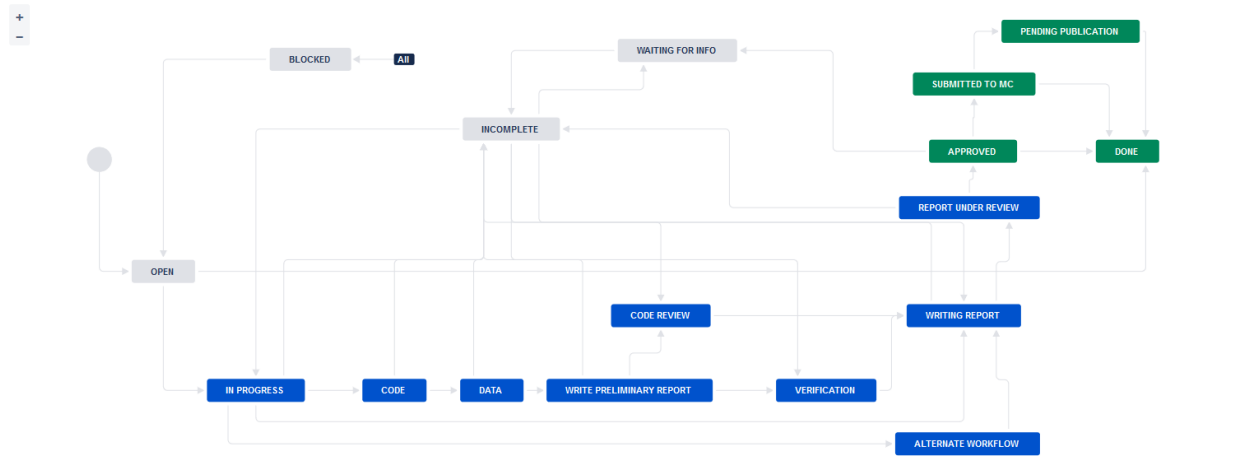 +
−
PENDING PUBLICATION
WAITING FOR INFO
BLOCKED
All
SUBMITTED TO MC
INCOMPLETE
APPROVED
DONE
REPORT UNDER REVIEW
OPEN
CODE REVIEW
WRITING REPORT
IN PROGRESS
CODE
DATA
WRITE PRELIMINARY REPORT
VERIFICATION
ALTERNATE WORKFLOW